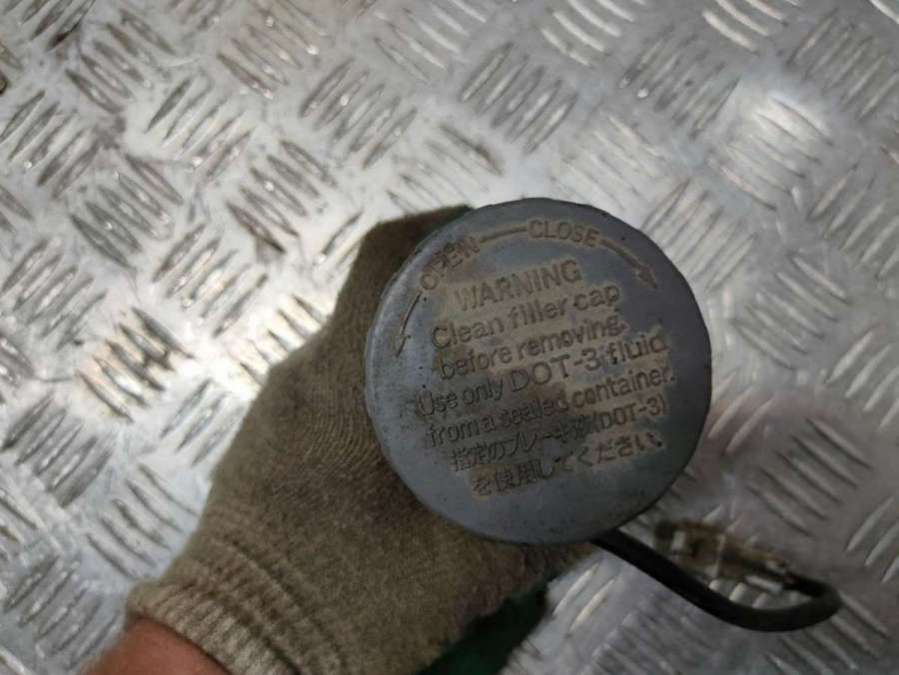 OPEN CLOSE
WARNING
Clean filler cap
before removing.
Use only DOT-3 fluid
from a sealed container.
指定のブレーキ液(DOT-3)
を使用してください。